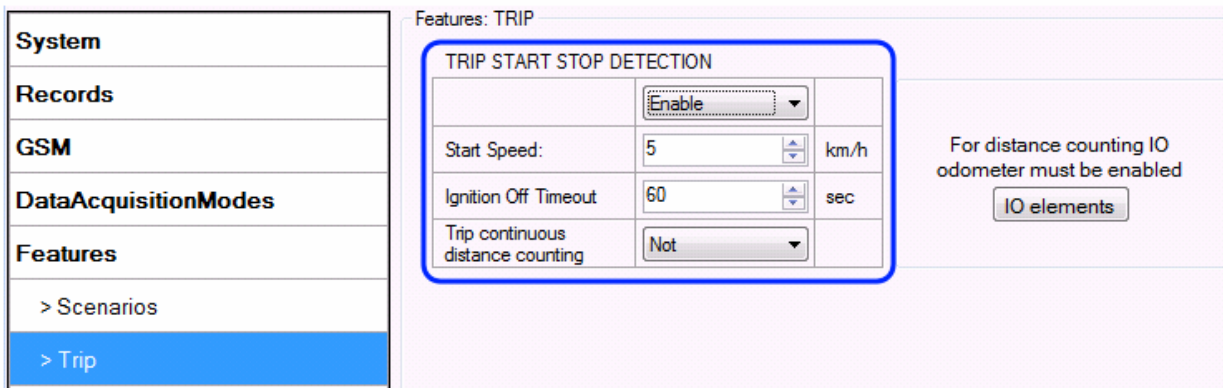 System
Records
GSM
DataAcquisitionModes
Features
> Scenarios
> Trip
Features: TRIP
TRIP START STOP DETECTION
Enable
Start Speed: 5 km/h
Ignition Off Timeout 60 sec
Trip continuous
distance counting Not
For distance counting IO
odometer must be enabled
IO elements